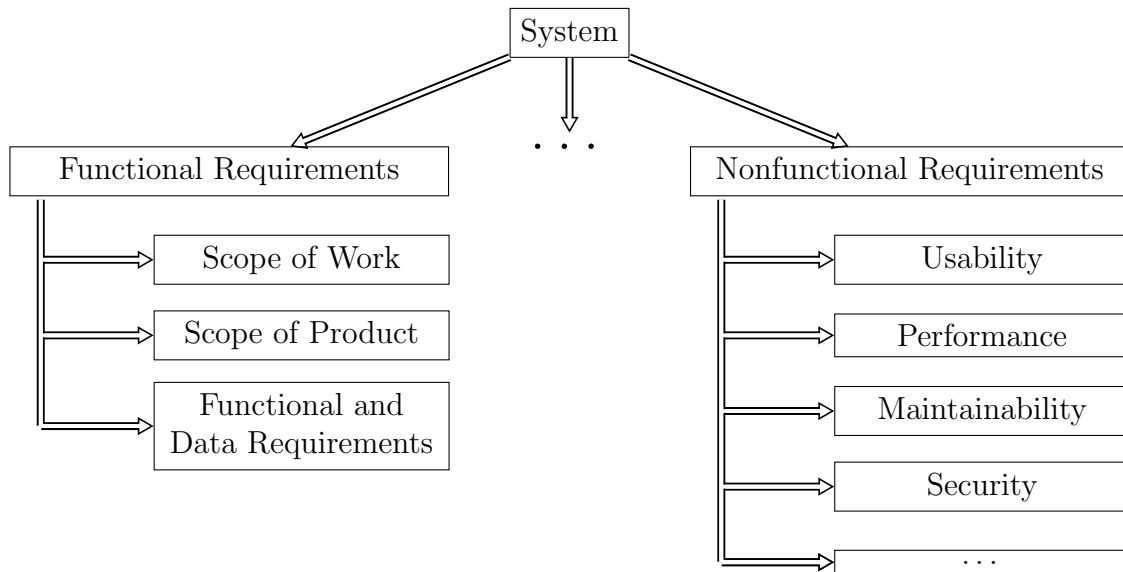 System
. . .
Functional Requirements
Nonfunctional Requirements
Scope of Work
Scope of Product
Functional and
Data Requirements
Usability
Performance
Maintainability
Security
. . .